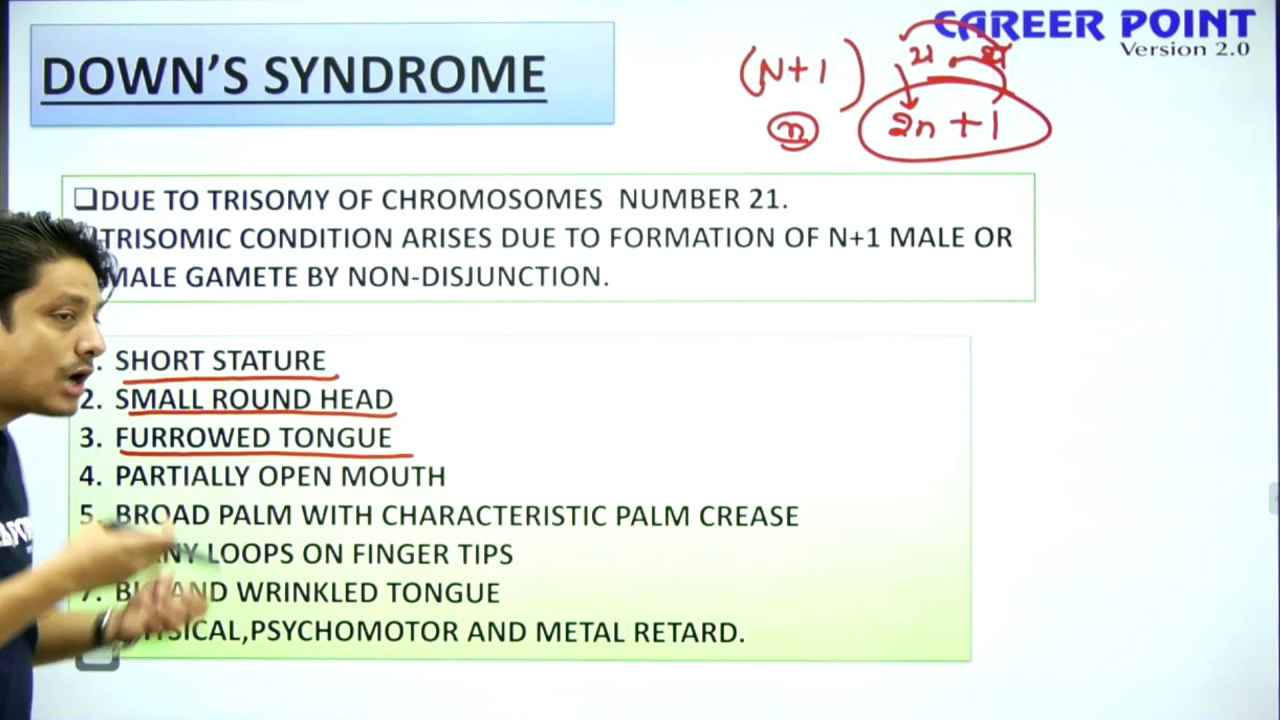 DOWN'S SYNDROME
CAREER POINT
Version 2.0
(N+1)
n
21
2n + 1
❑DUE TO TRISOMY OF CHROMOSOMES NUMBER 21.
TRISOMIC CONDITION ARISES DUE TO FORMATION OF N+1 MALE OR
MALE GAMETE BY NON-DISJUNCTION.
. SHORT STATURE
2. SMALL ROUND HEAD
3. FURROWED TONGUE
4. PARTIALLY OPEN MOUTH
5. BROAD PALM WITH CHARACTERISTIC PALM CREASE
LOOPS ON FINGER TIPS
7. AND WRINKLED TONGUE
,PSYCHOMOTOR AND METAL RETARD.